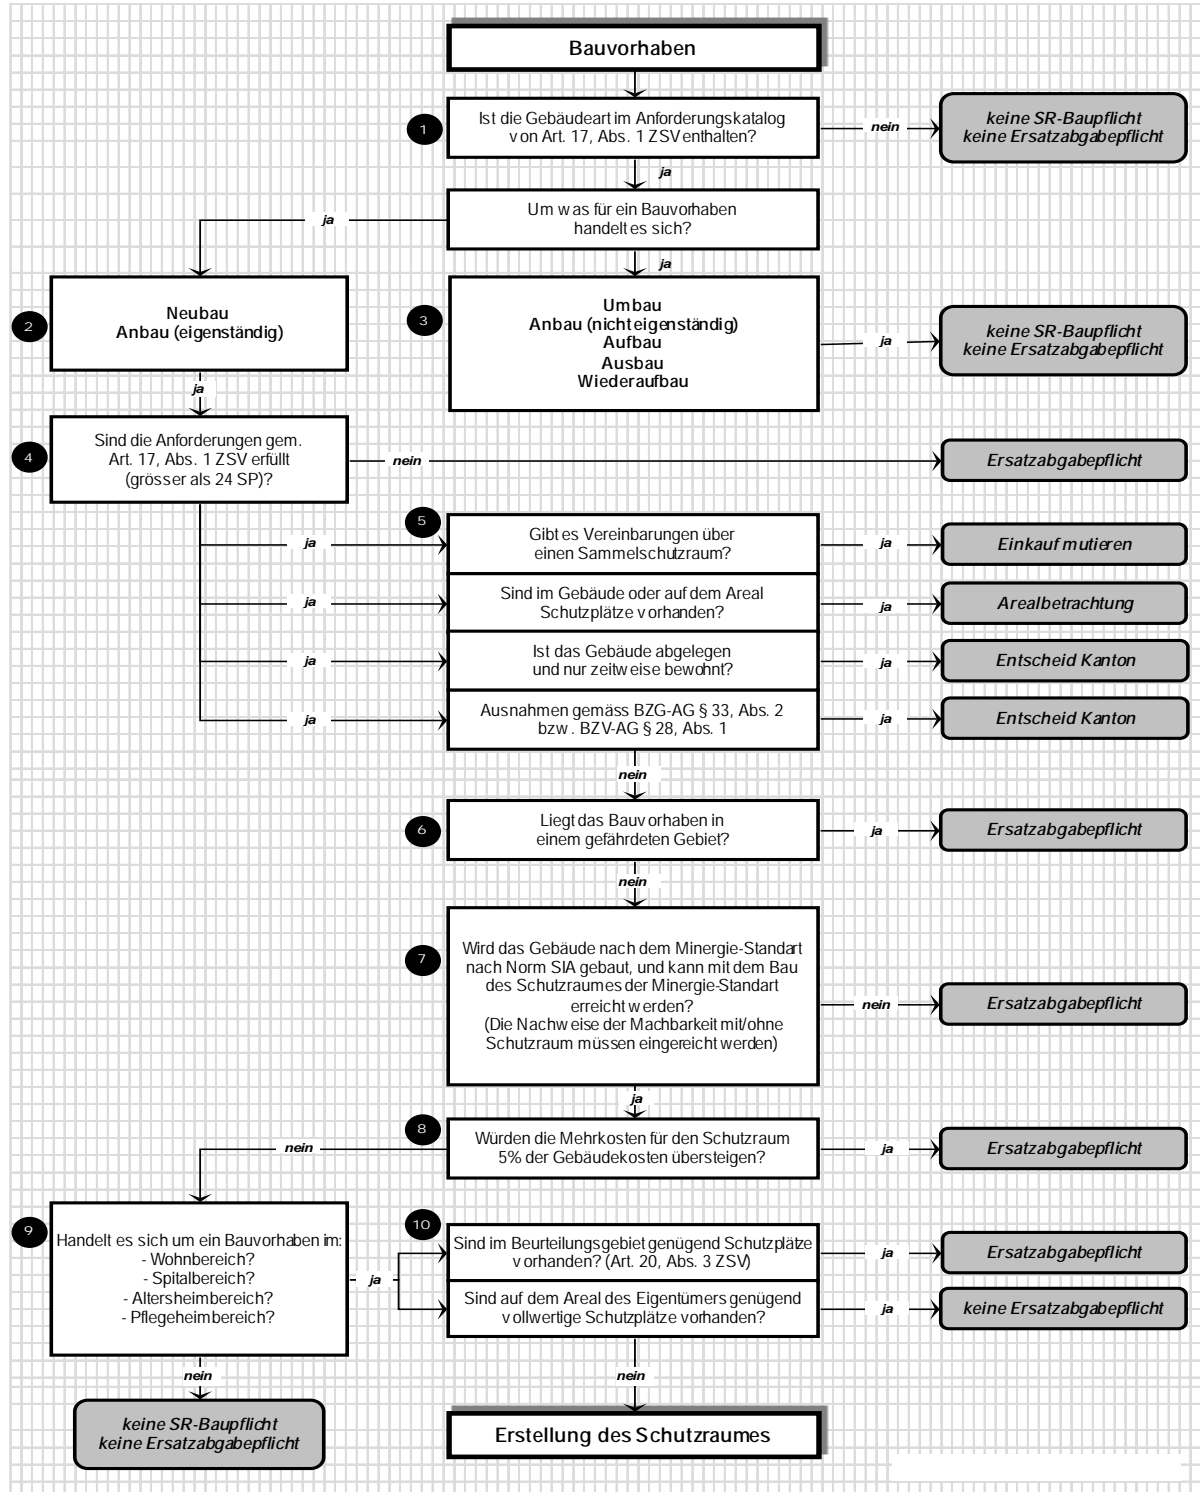 Bauvorhaben
1
Ist die Gebäudeart im Anforderungskatalog
von Art. 17, Abs. 1 ZSV enthalten?
nein
keine SR-Baupflicht
keine Ersatzabgabepflicht
ja
Um was für ein Bauvorhaben
handelt es sich?
ja
ja
2
Neubau
Anbau (eigenständig)
3
Umbau
Anbau (nicht eigenständig)
Aufbau
Ausbau
Wiederaufbau
ja
keine SR-Baupflicht
keine Ersatzabgabepflicht
ja
4
Sind die Anforderungen gem.
Art. 17, Abs. 1 ZSV erfüllt
(grösser als 24 SP)?
nein
Ersatzabgabepflicht
5
ja
Gibt es Vereinbarungen über
einen Sammelschutzraum?
ja
Einkauf mutieren
ja
Sind im Gebäude oder auf dem Areal
Schutzplätze vorhanden?
ja
Arealbetrachtung
ja
Ist das Gebäude abgelegen
und nur zeitweise bewohnt?
ja
Entscheid Kanton
ja
Ausnahmen gemäss BZG-AG § 33, Abs. 2
bzw. BZV-AG § 28, Abs. 1
ja
Entscheid Kanton
nein
6
Liegt das Bauvorhaben in
einem gefährdeten Gebiet?
ja
Ersatzabgabepflicht
nein
7
Wird das Gebäude nach dem Minergie-Standart
nach Norm SIA gebaut, und kann mit dem Bau
des Schutzraumes der Minergie-Standart
erreicht werden?
(Die Nachweise der Machbarkeit mit/ohne
Schutzraum müssen eingereicht werden)
nein
Ersatzabgabepflicht
ja
8
Würden die Mehrkosten für den Schutzraum
5% der Gebäudekosten übersteigen?
nein
ja
Ersatzabgabepflicht
9
Handelt es sich um ein Bauvorhaben im:
- Wohnbereich?
- Spitalbereich?
- Altersheimbereich?
- Pflegeheimbereich?
ja
10
Sind im Beurteilungsgebiet genügend Schutzplätze
vorhanden? (Art. 20, Abs. 3 ZSV)
ja
Ersatzabgabepflicht
Sind auf dem Areal des Eigentümers genügend
vollwertige Schutzplätze vorhanden?
ja
keine Ersatzabgabepflicht
nein
nein
keine SR-Baupflicht
keine Ersatzabgabepflicht
Erstellung des Schutzraumes